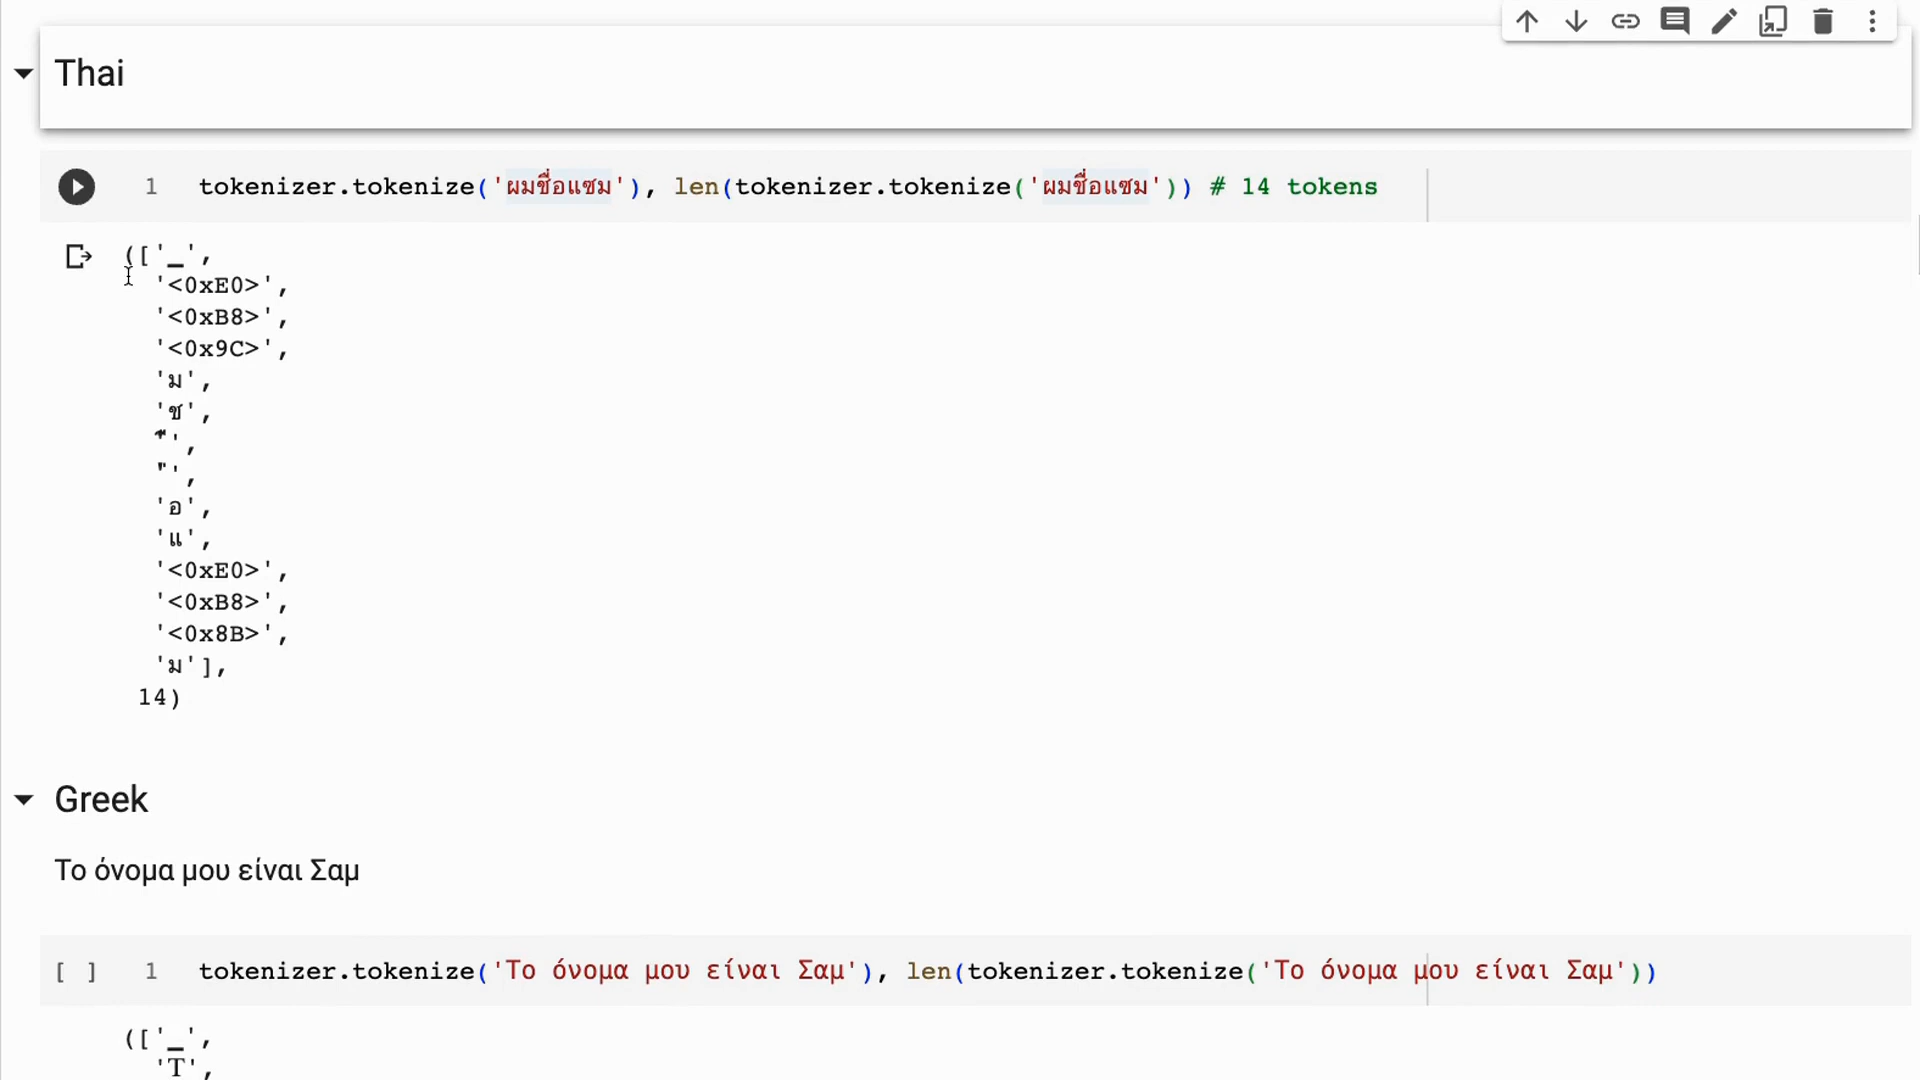 Thai
1 tokenizer.tokenize('ผมชื่อแซม'), len(tokenizer.tokenize('ผมชื่อแซม')) # 14 tokens
(['▁',
'<0xE0>',
'<0xB8>',
'<0x9C>',
'ม',
'ช',
'ื',
'่',
'อ',
'แ',
'<0xE0>',
'<0xB8>',
'<0x8B>',
'ม'],
14)
Greek
Το όνομα μου είναι Σαμ
[ ] 1 tokenizer.tokenize('Το όνομα μου είναι Σαμ'), len(tokenizer.tokenize('Το όνομα μου είναι Σαμ'))
(['▁',
'Τ',